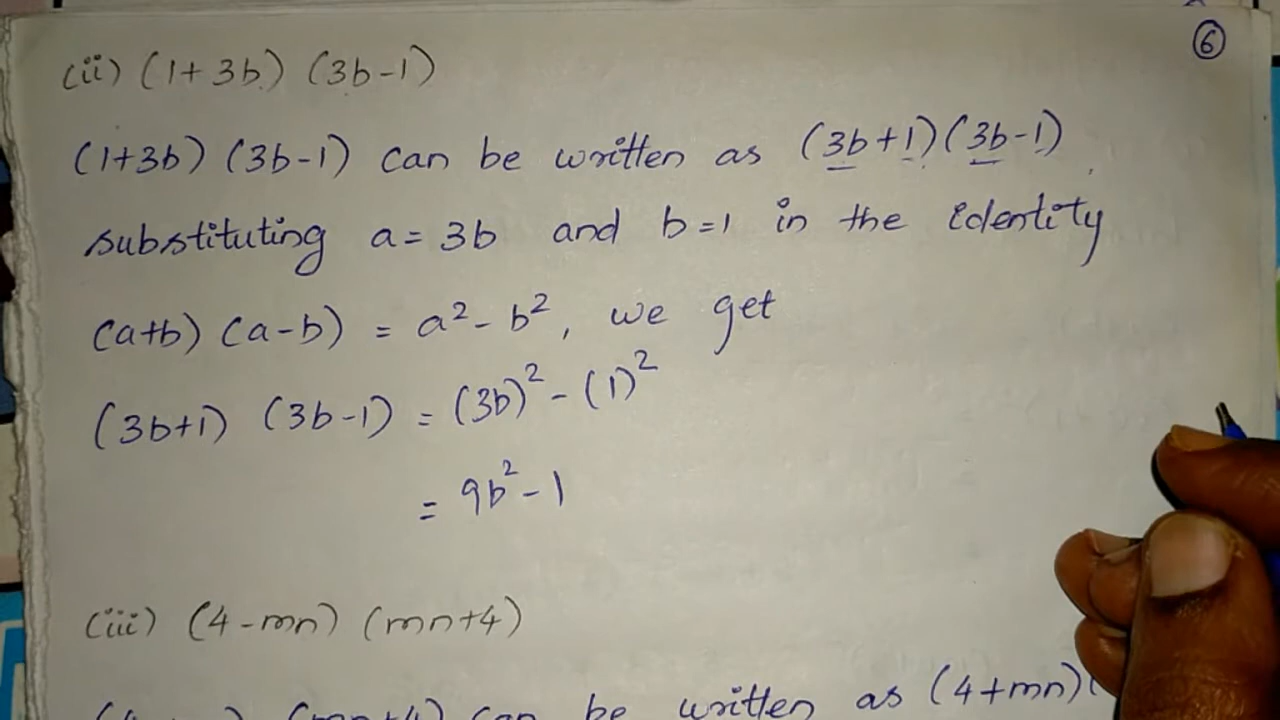 6
(ii) (1+3b) (3b-1)
(1+3b) (3b-1) can be written as (3b+1)(3b-1)
substituting a = 3b and b=1 in the identity
(a+b) (a-b) = a² - b², we get
(3b+1) (3b-1) = (3b)² - (1)²
= 9b² - 1
(iii) (4-mn) (mn+4)
can be written as (4+mn)(